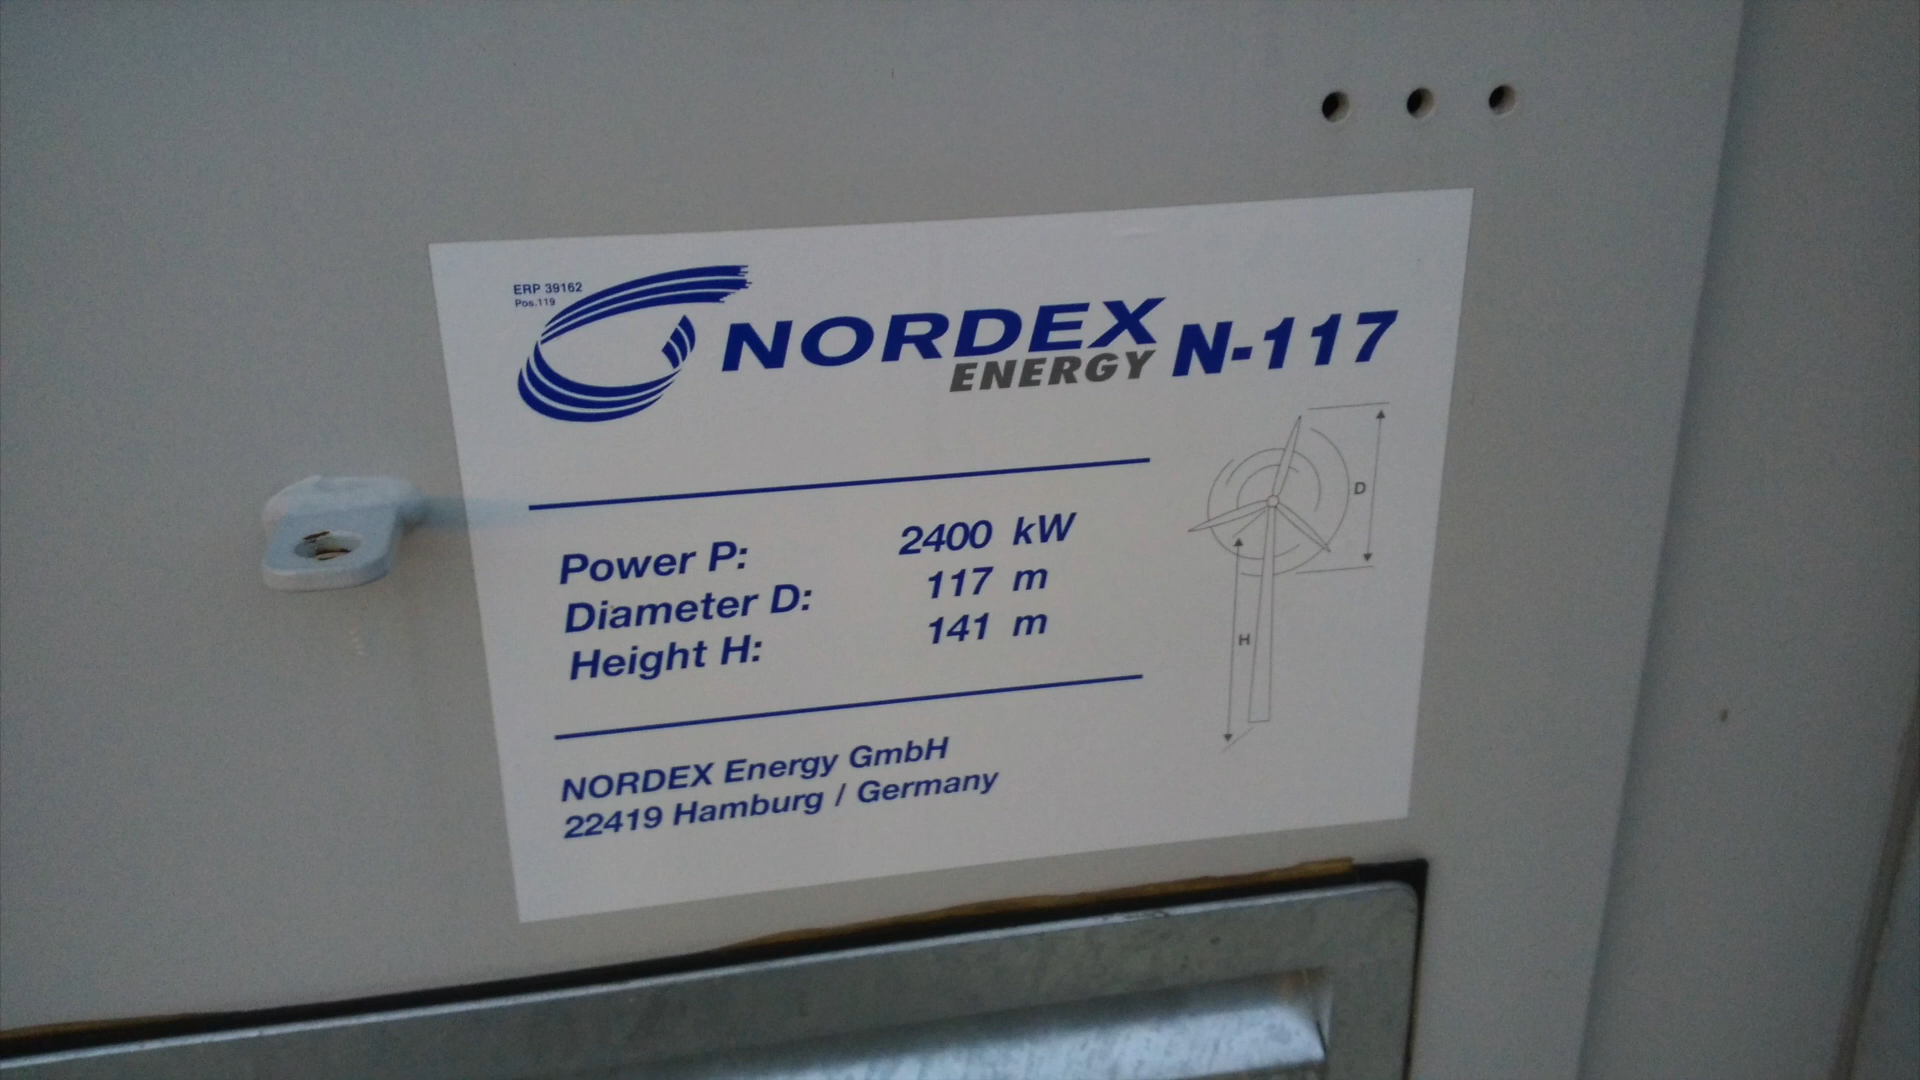 ERP 39162
Pos.119
NORDEX N-117
ENERGY
Power P: 2400 kW
Diameter D: 117 m
Height H: 141 m
D
H
NORDEX Energy GmbH
22419 Hamburg / Germany